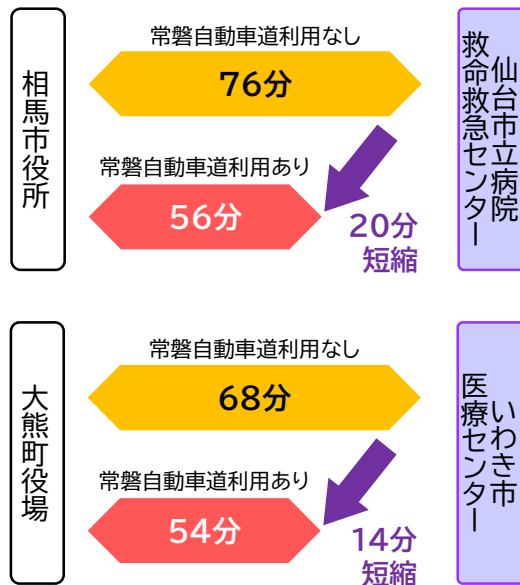 相馬市役所
常磐自動車道利用なし
76分
常磐自動車道利用あり
56分
20分
短縮
仙台市立病院
救命救急センター
大熊町役場
常磐自動車道利用なし
68分
常磐自動車道利用あり
54分
14分
短縮
いわき市
医療センター